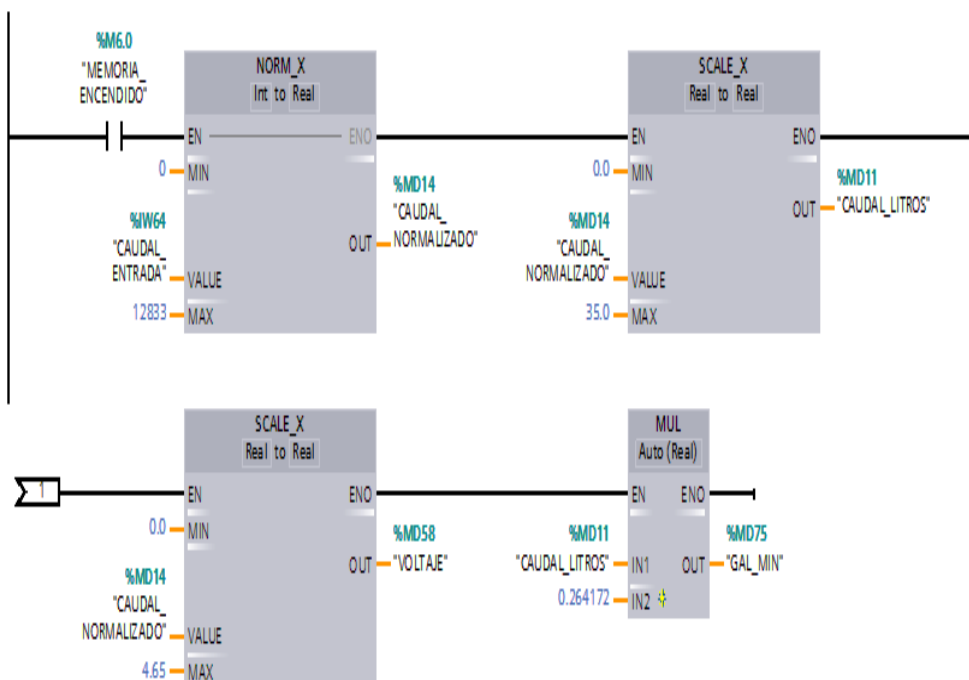 %M6.0
"MEMORIA_
ENCENDIDO"
NORM_X
Int to Real
EN
ENO
0
MIN
%MD14
"CAUDAL_
NORMALIZADO"
OUT
%IW64
"CAUDAL_
ENTRADA"
VALUE
12833
MAX
SCALE_X
Real to Real
EN
ENO
0.0
MIN
%MD11
"CAUDAL_LITROS"
OUT
%MD14
"CAUDAL_
NORMALIZADO"
VALUE
35.0
MAX
1
SCALE_X
Real to Real
EN
ENO
0.0
MIN
%MD58
"VOLTAJE"
OUT
%MD14
"CAUDAL_
NORMALIZADO"
VALUE
4.65
MAX
MUL
Auto (Real)
EN
ENO
%MD11
"CAUDAL_LITROS"
IN1
OUT
%MD75
"GAL_MIN"
0.264172
IN2